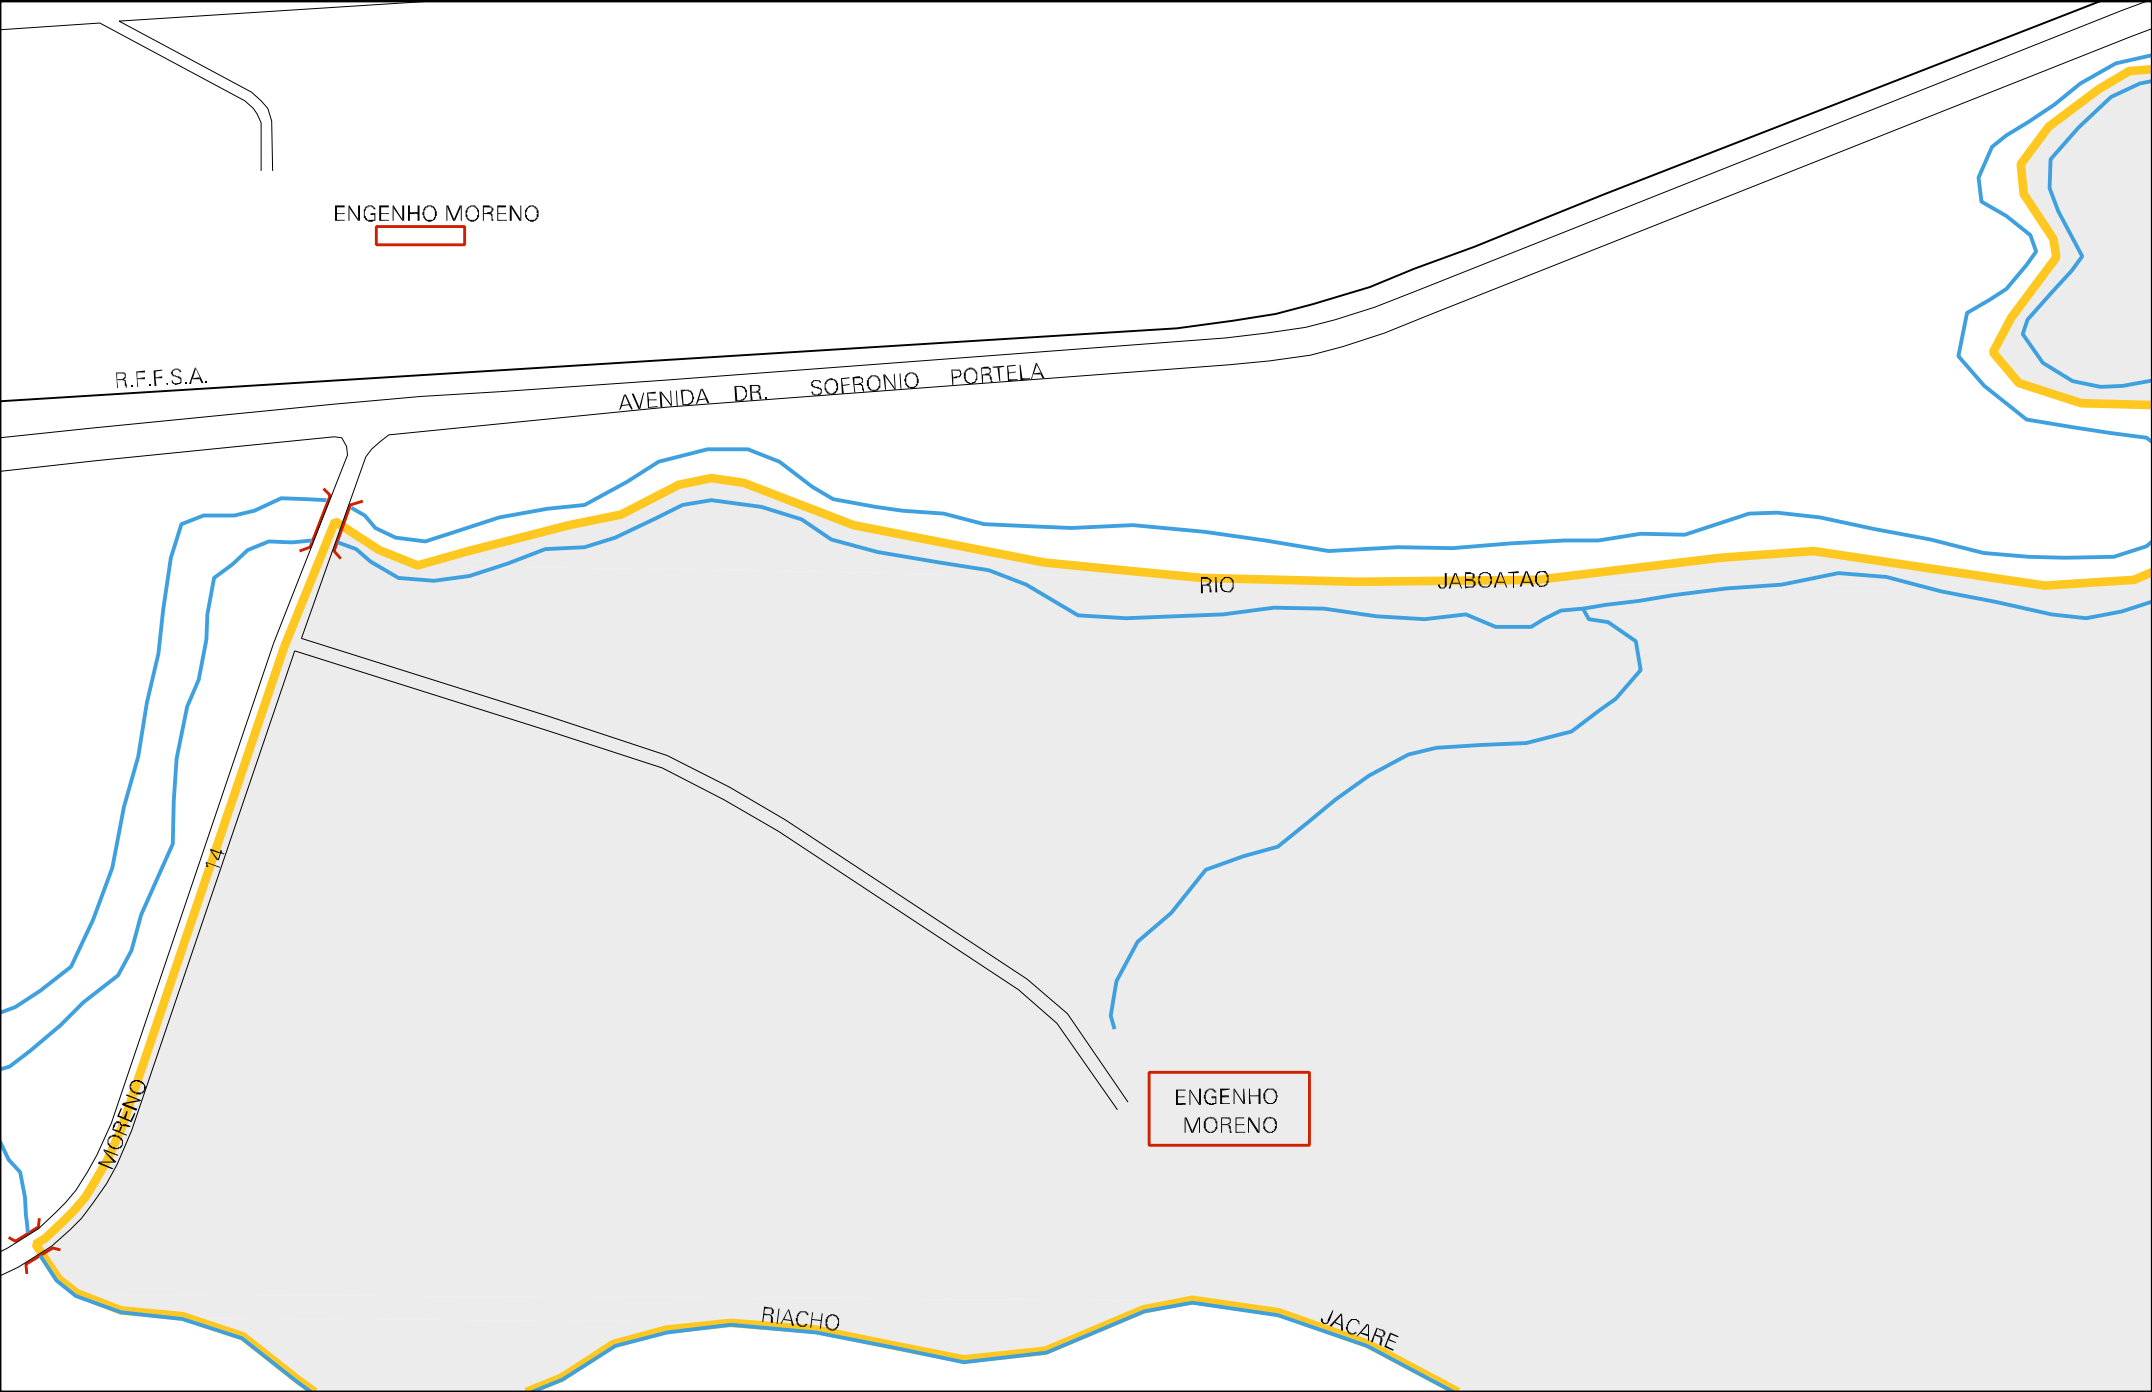 ENGENHO MORENO
R.F.F.S.A.
AVENIDA DR. SOFRONIO PORTELA
RIO JABOATAO
14
MORENO
ENGENHO
MORENO
RIACHO JACARE